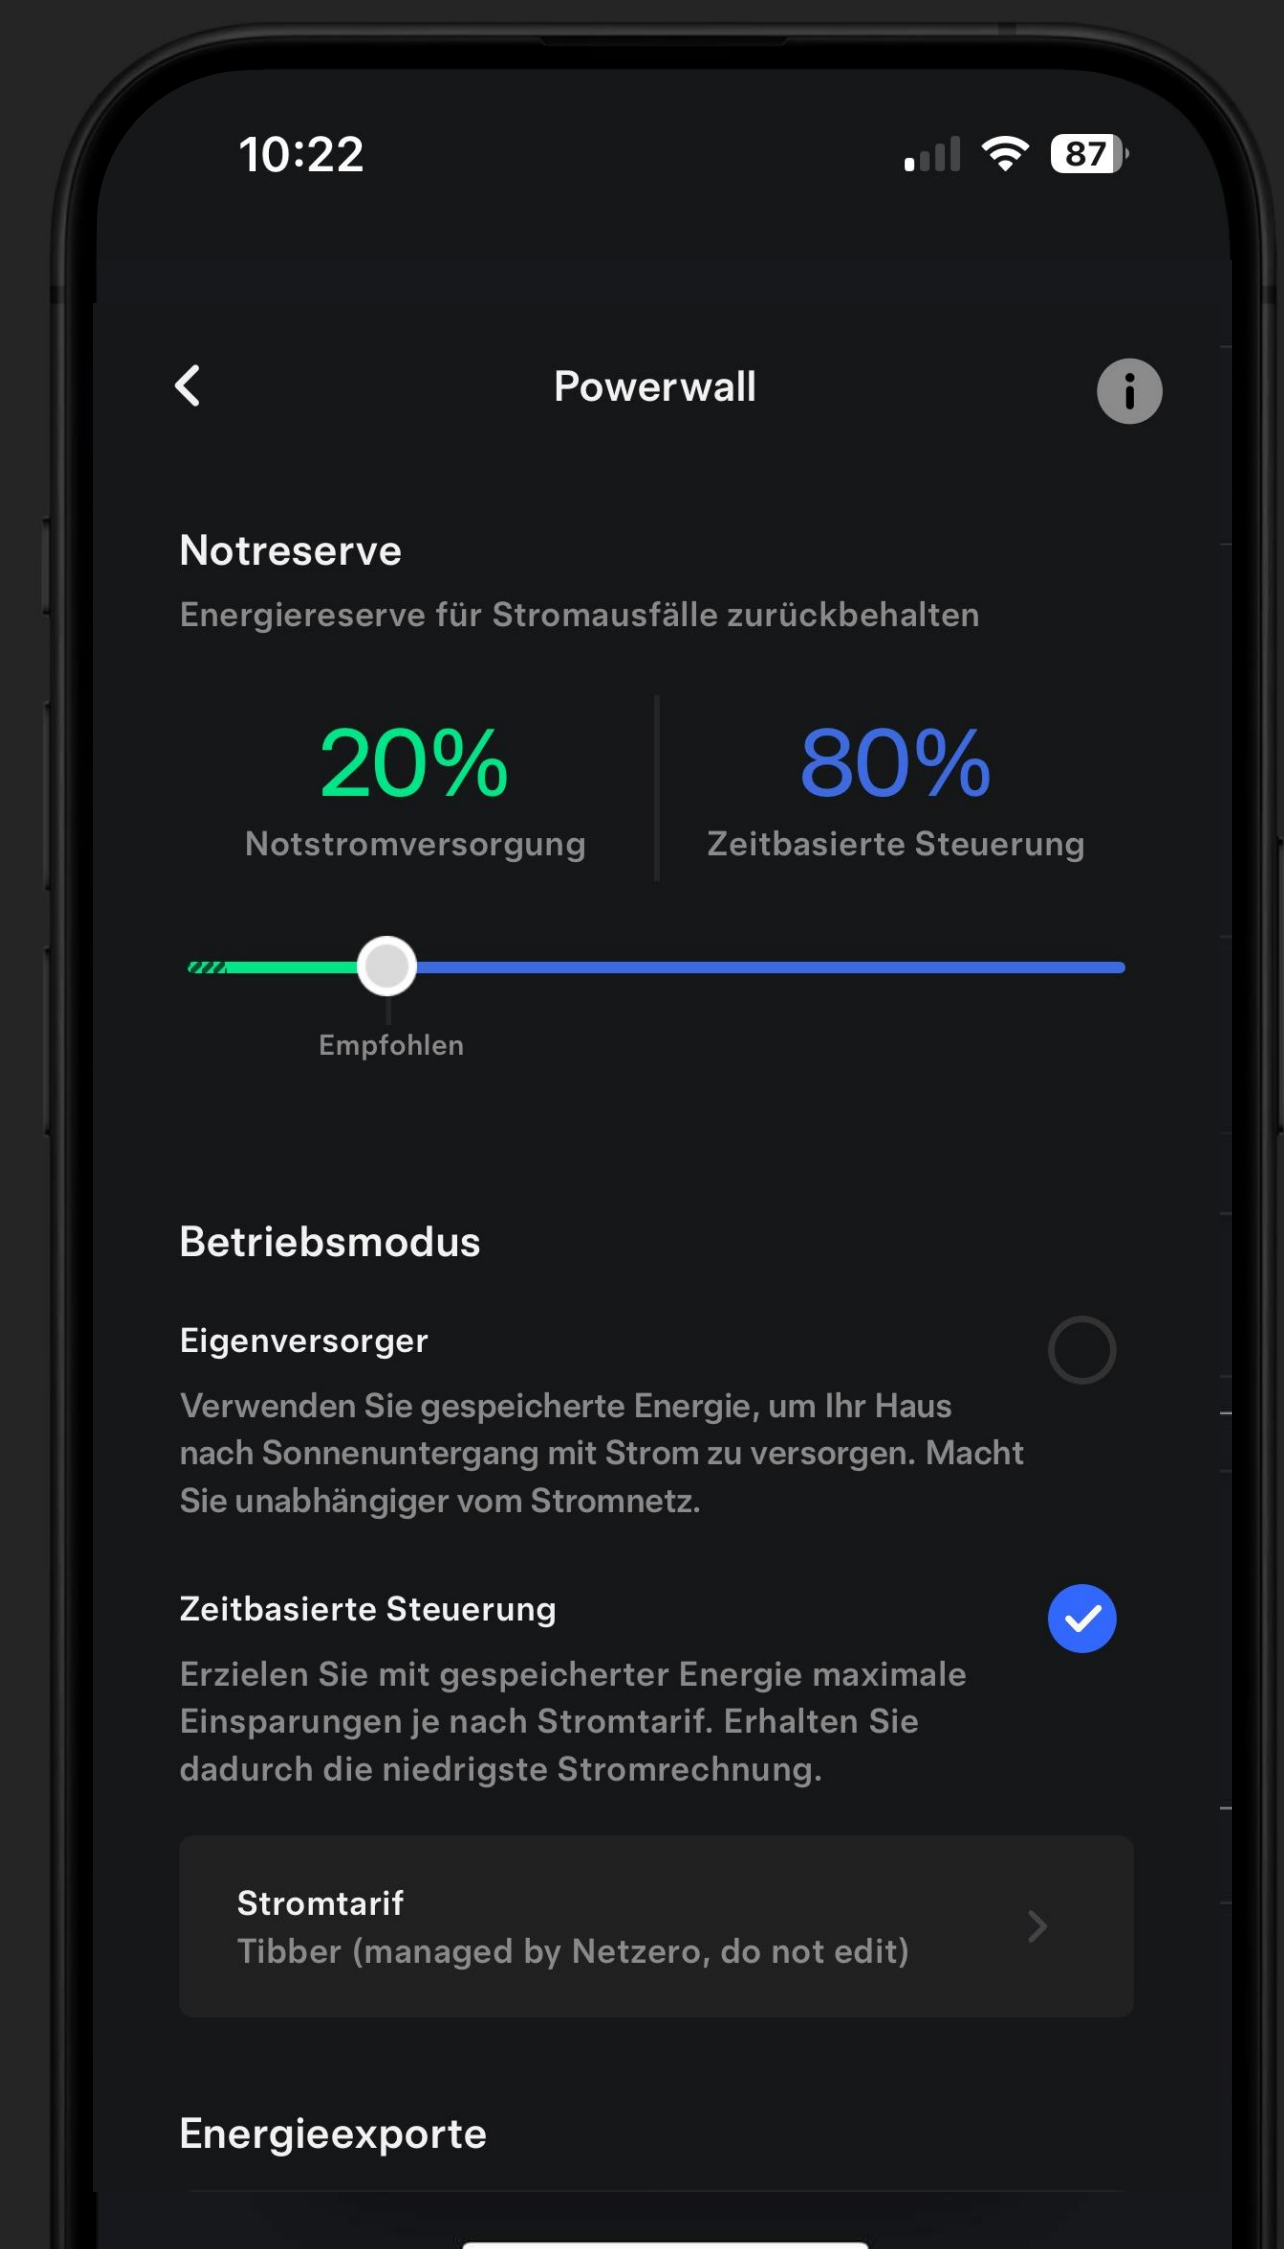 10:22
87
Powerwall
Notreserve
Energiereserve für Stromausfälle zurückbehalten
20%
80%
Notstromversorgung
Zeitbasierte Steuerung
Empfohlen
Betriebsmodus
Eigenversorger
Verwenden Sie gespeicherte Energie, um Ihr Haus
nach Sonnenuntergang mit Strom zu versorgen. Macht
Sie unabhängiger vom Stromnetz.
Zeitbasierte Steuerung
Erzielen Sie mit gespeicherter Energie maximale
Einsparungen je nach Stromtarif. Erhalten Sie
dadurch die niedrigste Stromrechnung.
Stromtarif
Tibber (managed by Netzero, do not edit)
Energieexporte